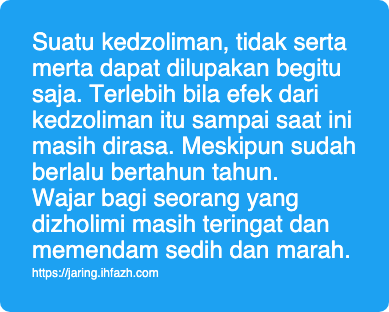 Suatu kedzoliman, tidak serta
merta dapat dilupakan begitu
saja. Terlebih bila efek dari
kedzoliman itu sampai saat ini
masih dirasa. Meskipun sudah
berlalu bertahun tahun.
Wajar bagi seorang yang
dizholimi masih teringat dan
memendam sedih dan marah.
https://jaring.ihfazh.com